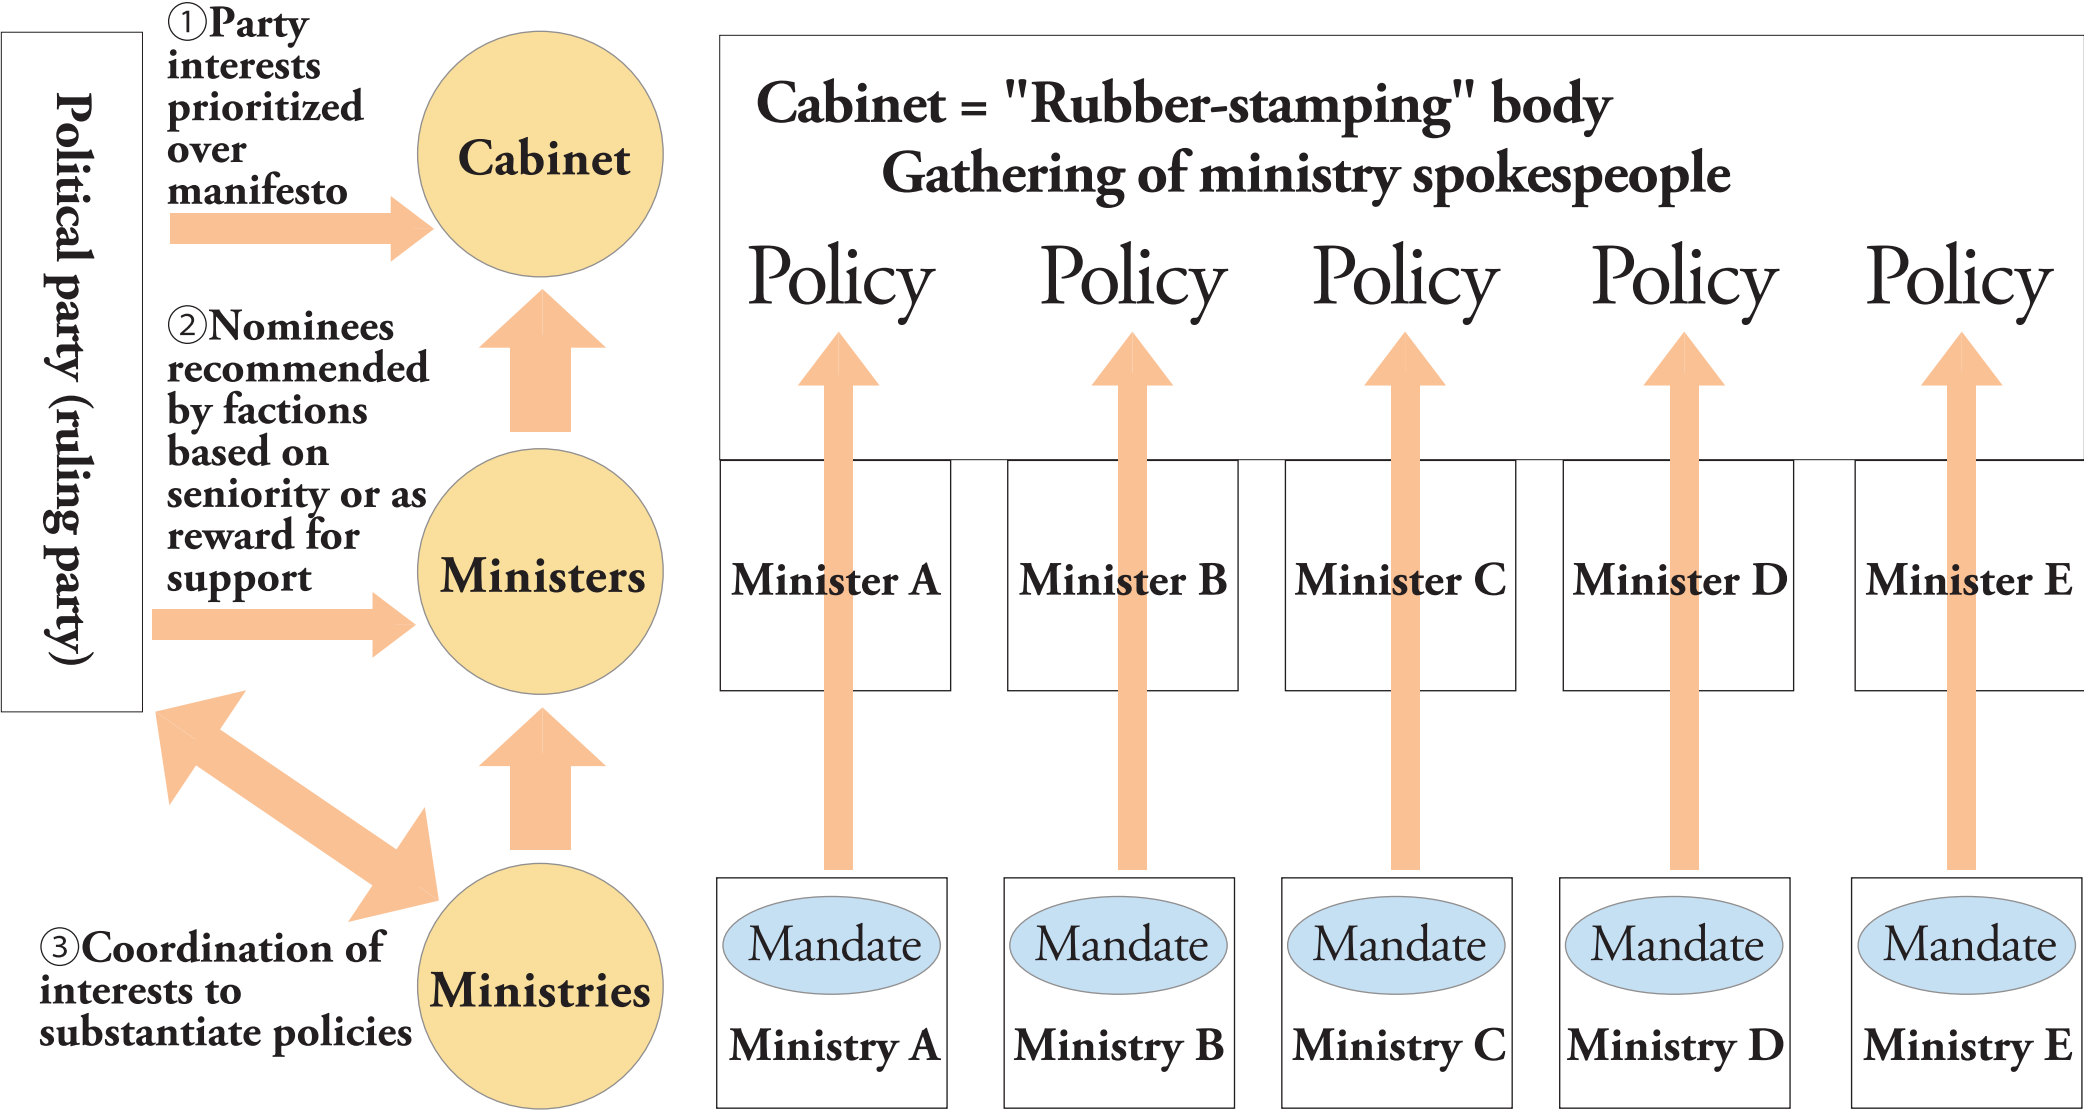 Political party (ruling party)
①Party
interests
prioritized
over
manifesto
②Nominees
recommended
by factions
based on
seniority or as
reward for
support
③Coordination of
interests to
substantiate policies
Cabinet
Ministers
Ministries
Cabinet = "Rubber-stamping" body
Gathering of ministry spokespeople
Policy Policy Policy Policy Policy
Minister A Minister B Minister C Minister D Minister E
Mandate Mandate Mandate Mandate Mandate
Ministry A Ministry B Ministry C Ministry D Ministry E